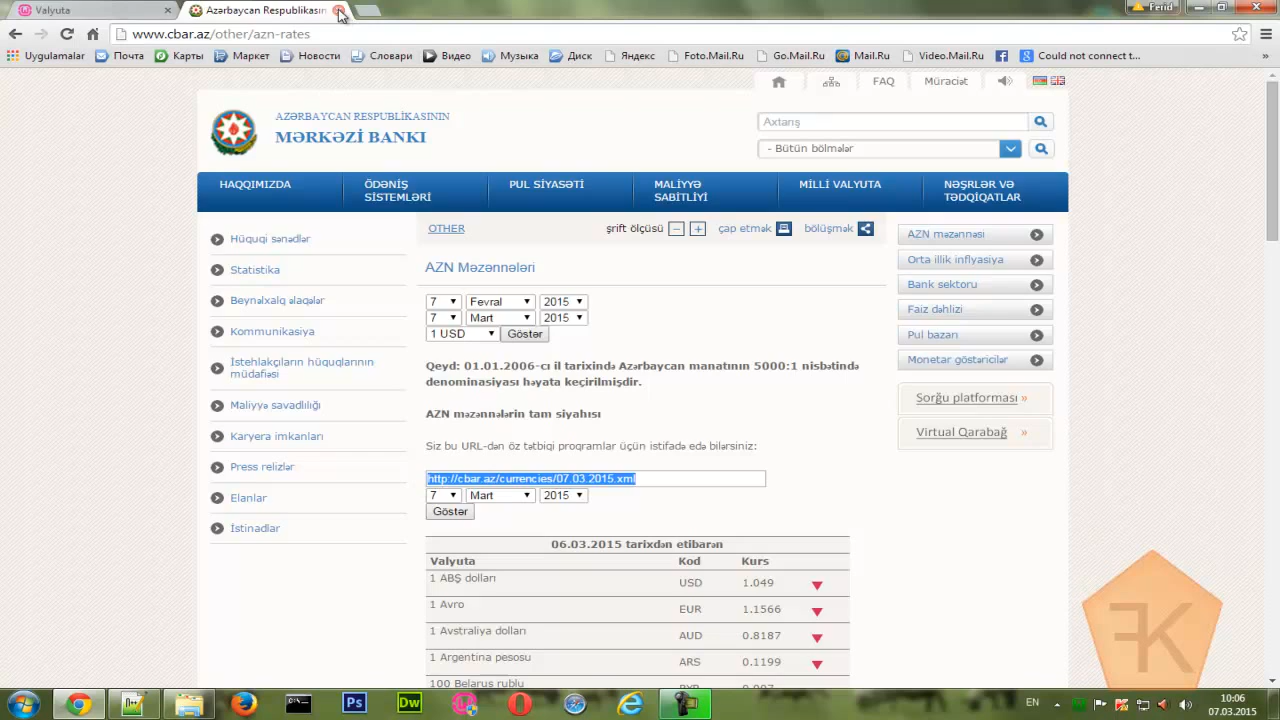 Valyuta
Azərbaycan Respublikasın
Ferid
www.cbar.az/other/azn-rates
Uygulamalar
Почта
Карты
Маркет
Новости
Словари
Видео
Музыка
Диск
Яндекс
Foto.Mail.Ru
Go.Mail.Ru
Mail.Ru
Video.Mail.Ru
Could not connect t...
»
FAQ
Müraciət
AZƏRBAYCAN RESPUBLİKASININ
MƏRKƏZİ BANKI
Axtarış
- Bütün bölmələr
HAQQIMIZDA
ÖDƏNİŞ
SİSTEMLƏRİ
PUL SİYASƏTİ
MALİYYƏ
SABİTLİYİ
MİLLİ VALYUTA
NƏŞRLƏR VƏ
TƏDQİQATLAR
Hüquqi sənədlər
Statistika
Beynəlxalq əlaqələr
Kommunikasiya
İstehlakçıların hüquqlarının
müdafiəsi
Maliyyə savadlılığı
Karyera imkanları
Press relizlər
Elanlar
İstinadlar
OTHER
şrift ölçüsü − +
çap etmək
bölüşmək
AZN Məzənnələri
7 Fevral 2015
7 Mart 2015
1 USD Göstər
Qeyd: 01.01.2006-cı il tarixində Azərbaycan manatının 5000:1 nisbətində
denominasiyası həyata keçirilmişdir.
AZN məzənnələrin tam siyahısı
Siz bu URL-dən öz tətbiqi proqramlar üçün istifadə edə bilərsiniz:
http://cbar.az/currencies/07.03.2015.xml
7 Mart 2015
Göstər
06.03.2015 tarixdən etibarən
Valyuta Kod Kurs
1 ABŞ dolları USD 1.049
1 Avro EUR 1.1566
1 Avstraliya dolları AUD 0.8187
1 Argentina pesosu ARS 0.1199
100 Belarus rublu
AZN məzənnəsi
Orta illik inflyasiya
Bank sektoru
Faiz dəhlizi
Pul bazarı
Monetar göstəricilər
Sorğu platforması »
Virtual Qarabağ »
FK
Ps
Dw
EN
10:06
07.03.2015